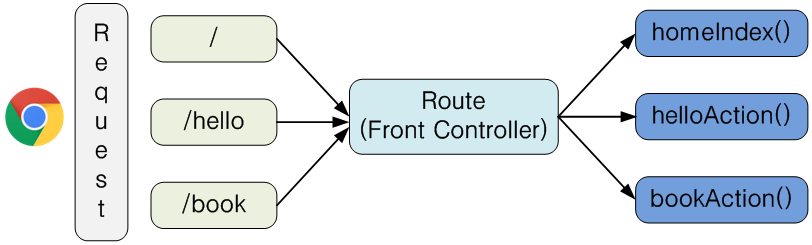 Request
/
/hello
/book
Route
(Front Controller)
homeIndex()
helloAction()
bookAction()